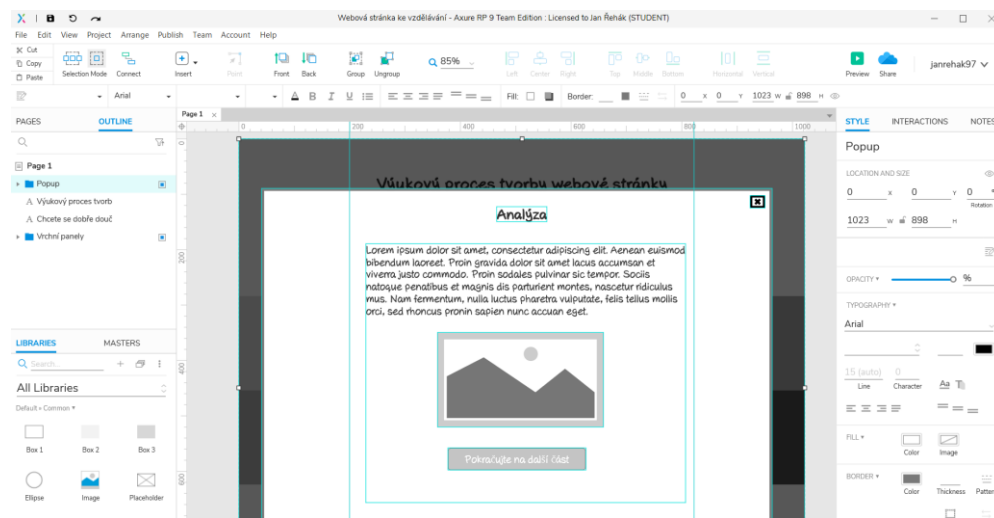 Webová stránka ke vzdělávání - Axure RP 9 Team Edition : Licensed to Jan Řehák (STUDENT)
File Edit View Project Arrange Publish Team Account Help
Cut
Copy
Paste
Selection Mode Connect Insert Point Front Back Group Ungroup 85% Left Center Right Top Middle Bottom Horizontal Vertical Preview Share janrehak97
Arial B I U Fill: Border: 0 X 0 Y 1023 W 898 H
PAGES OUTLINE
Page 1
0 200 400 600 800 1000
STYLE INTERACTIONS NOTES
Page 1
Popup
A Výukový proces tvorb
A Chcete se dobře douč
Vrchní panely
Výukový proces tvorby webové stránky
Analýza
Lorem ipsum dolor sit amet, consectetur adipiscing elit. Aenean euismod
bibendum laoreet. Proin gravida dolor sit amet lacus accumsan et
viverra justo commodo. Proin sodales pulvinar sic tempor. Sociis
natoque penatibus et magnis dis parturient montes, nascetur ridiculus
mus. Nam fermentum, nulla luctus pharetra vulputate, felis tellus mollis
orci, sed rhoncus pronin sapien nunc accuan eget.
Pokračujte na další část
0
200
400
600
LIBRARIES MASTERS
Search...
All Libraries
Default » Common
Box 1 Box 2 Box 3
Ellipse Image Placeholder
Popup
LOCATION AND SIZE
0 X 0 Y 0 °
Rotation
1023 W 898 H
OPACITY %
TYPOGRAPHY
Arial
15 (auto) 0
Line Character Aa
FILL
Color Image
BORDER
Color Thickness Patter